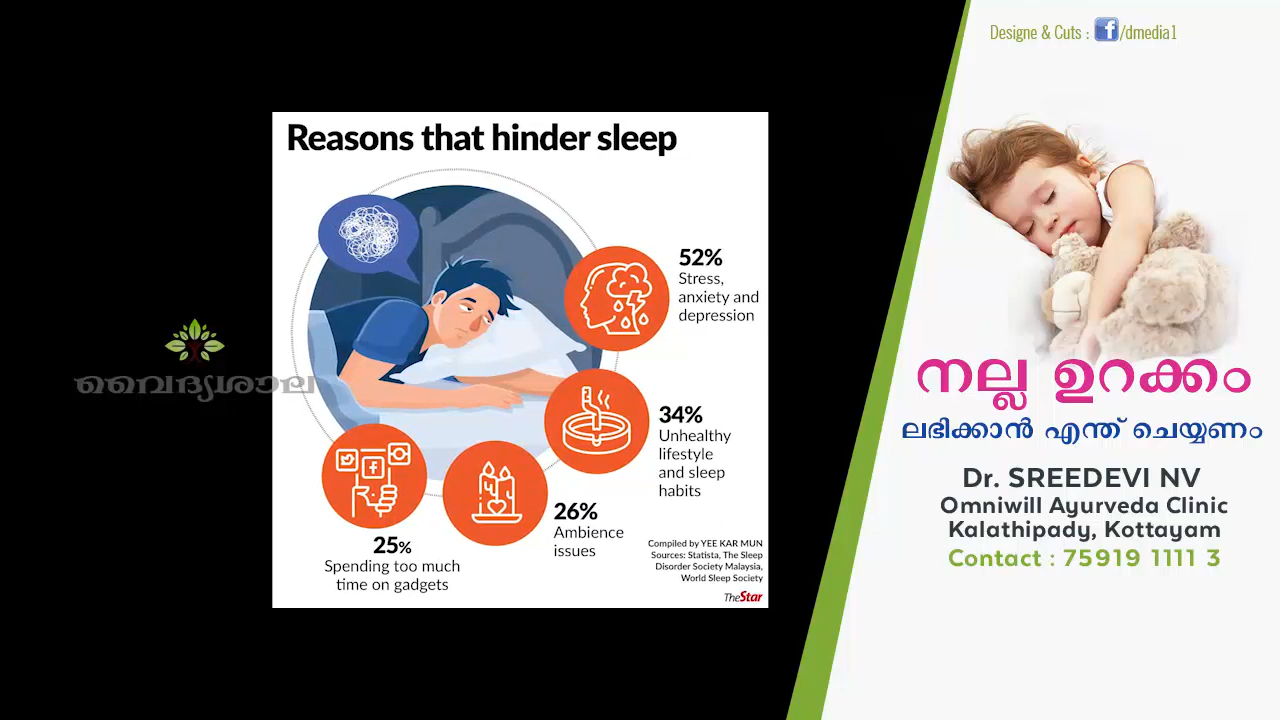 Reasons that hinder sleep
52%
Stress,
anxiety and
depression
34%
Unhealthy
lifestyle
and sleep
habits
26%
Ambience
issues
25%
Spending too much
time on gadgets
Compiled by YEE KAR MUN
Sources: Statista, The Sleep
Disorder Society Malaysia,
World Sleep Society
TheStar
വൈദ്യശാല
Designe & Cuts : f/dmedia1
നല്ല ഉറക്കം
ലഭിക്കാൻ എന്ത് ചെയ്യണം
Dr. SREEDEVI NV
Omniwill Ayurveda Clinic
Kalathipady, Kottayam
Contact : 75919 1111 3